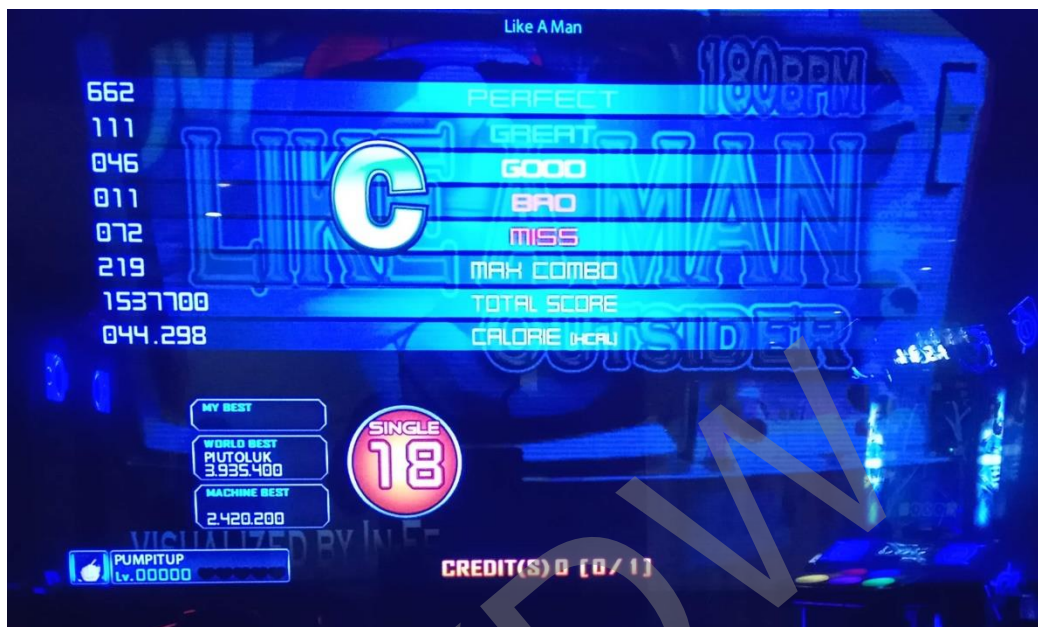 Like A Man
180BPM
662 PERFECT
111 GREAT
046 GOOD
011 BAD
072 MISS
219 MAX COMBO
1537700 TOTAL SCORE
044.298 CALORIE (KCAL)
C
LIKE A MAN
OUTSIDER
MY BEST
WORLD BEST
PIUTOLUK
3.935.400
MACHINE BEST
2.420.200
SINGLE
18
VISUALIZED BY
PUMPITUP
Lv.00000
CREDIT(S) 0 [0/1]